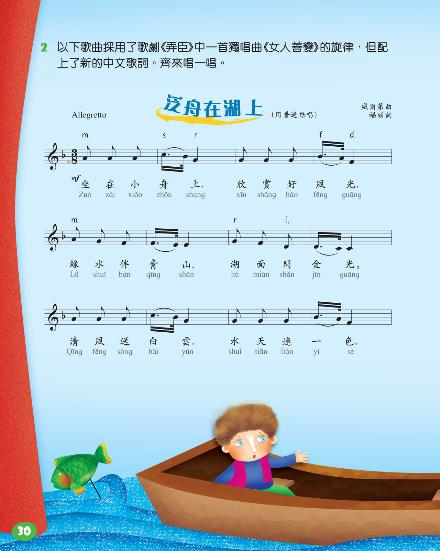 2 以下歌曲採用了歌劇《弄臣》中一首獨唱曲《女人善變》的旋律,但配
上了新的中文歌詞。齊來唱一唱。
泛舟在湖上
(用普通話唱)
威爾第曲
Allegretto
m s r f d
mf
坐 在 小 舟 上, 欣 賞 好 風 光,
Zuò zài xiǎo zhōu shang xīn shǎng hǎo fēng guāng
m r l,
綠 水 伴 青 山, 湖 面 閃 金 光。
Lǜ shuǐ bàn qīng shān hú miàn shǎn jīn guāng
清 風 送 白 雲, 水 天 連 一 色,
Qīng fēng sòng bái yún shuǐ tiān lián yí sè
30